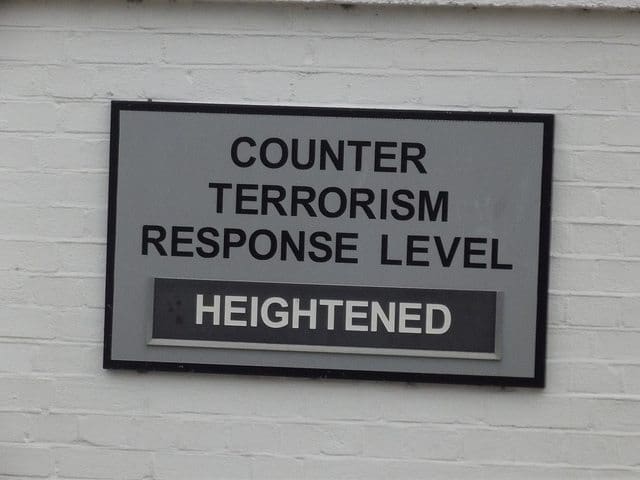 COUNTER
TERRORISM
RESPONSE LEVEL
HEIGHTENED